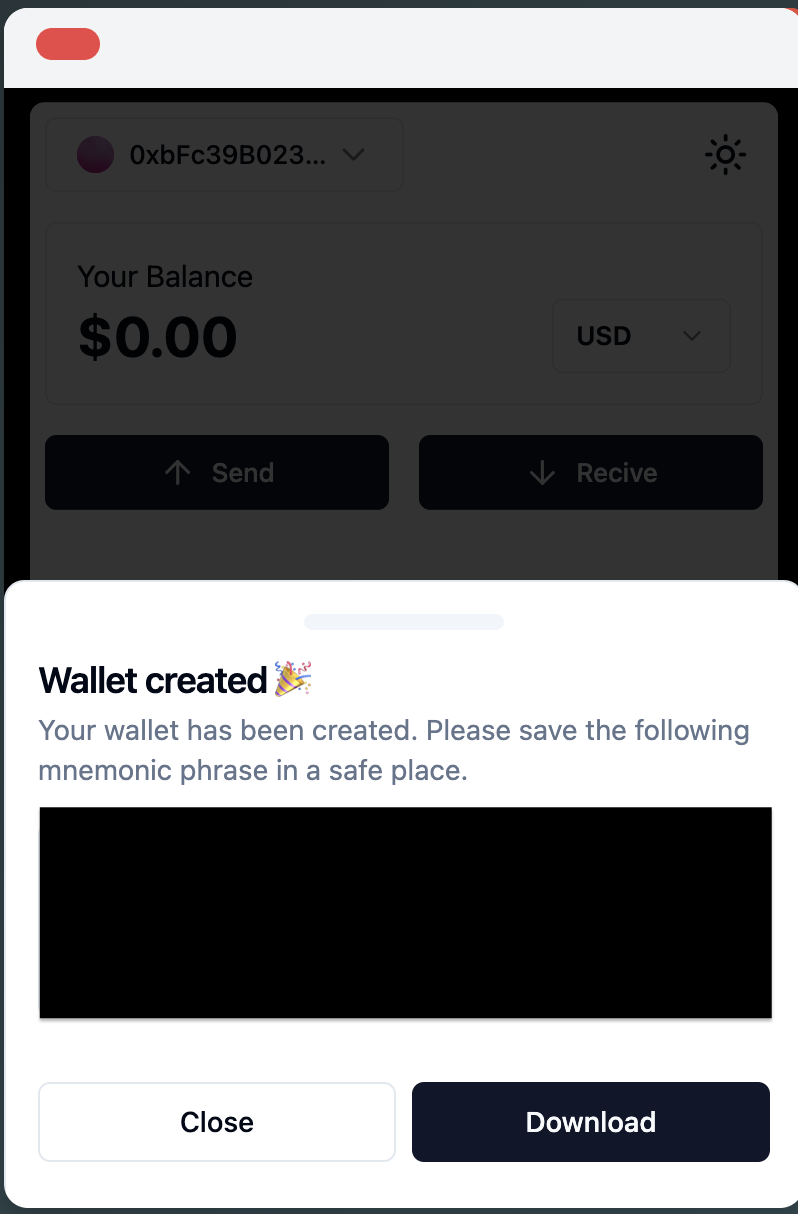 0xbFc39B023...
Your Balance
$0.00
USD
Send
Recive
Wallet created🎉
Your wallet has been created. Please save the following
mnemonic phrase in a safe place.
Close
Download